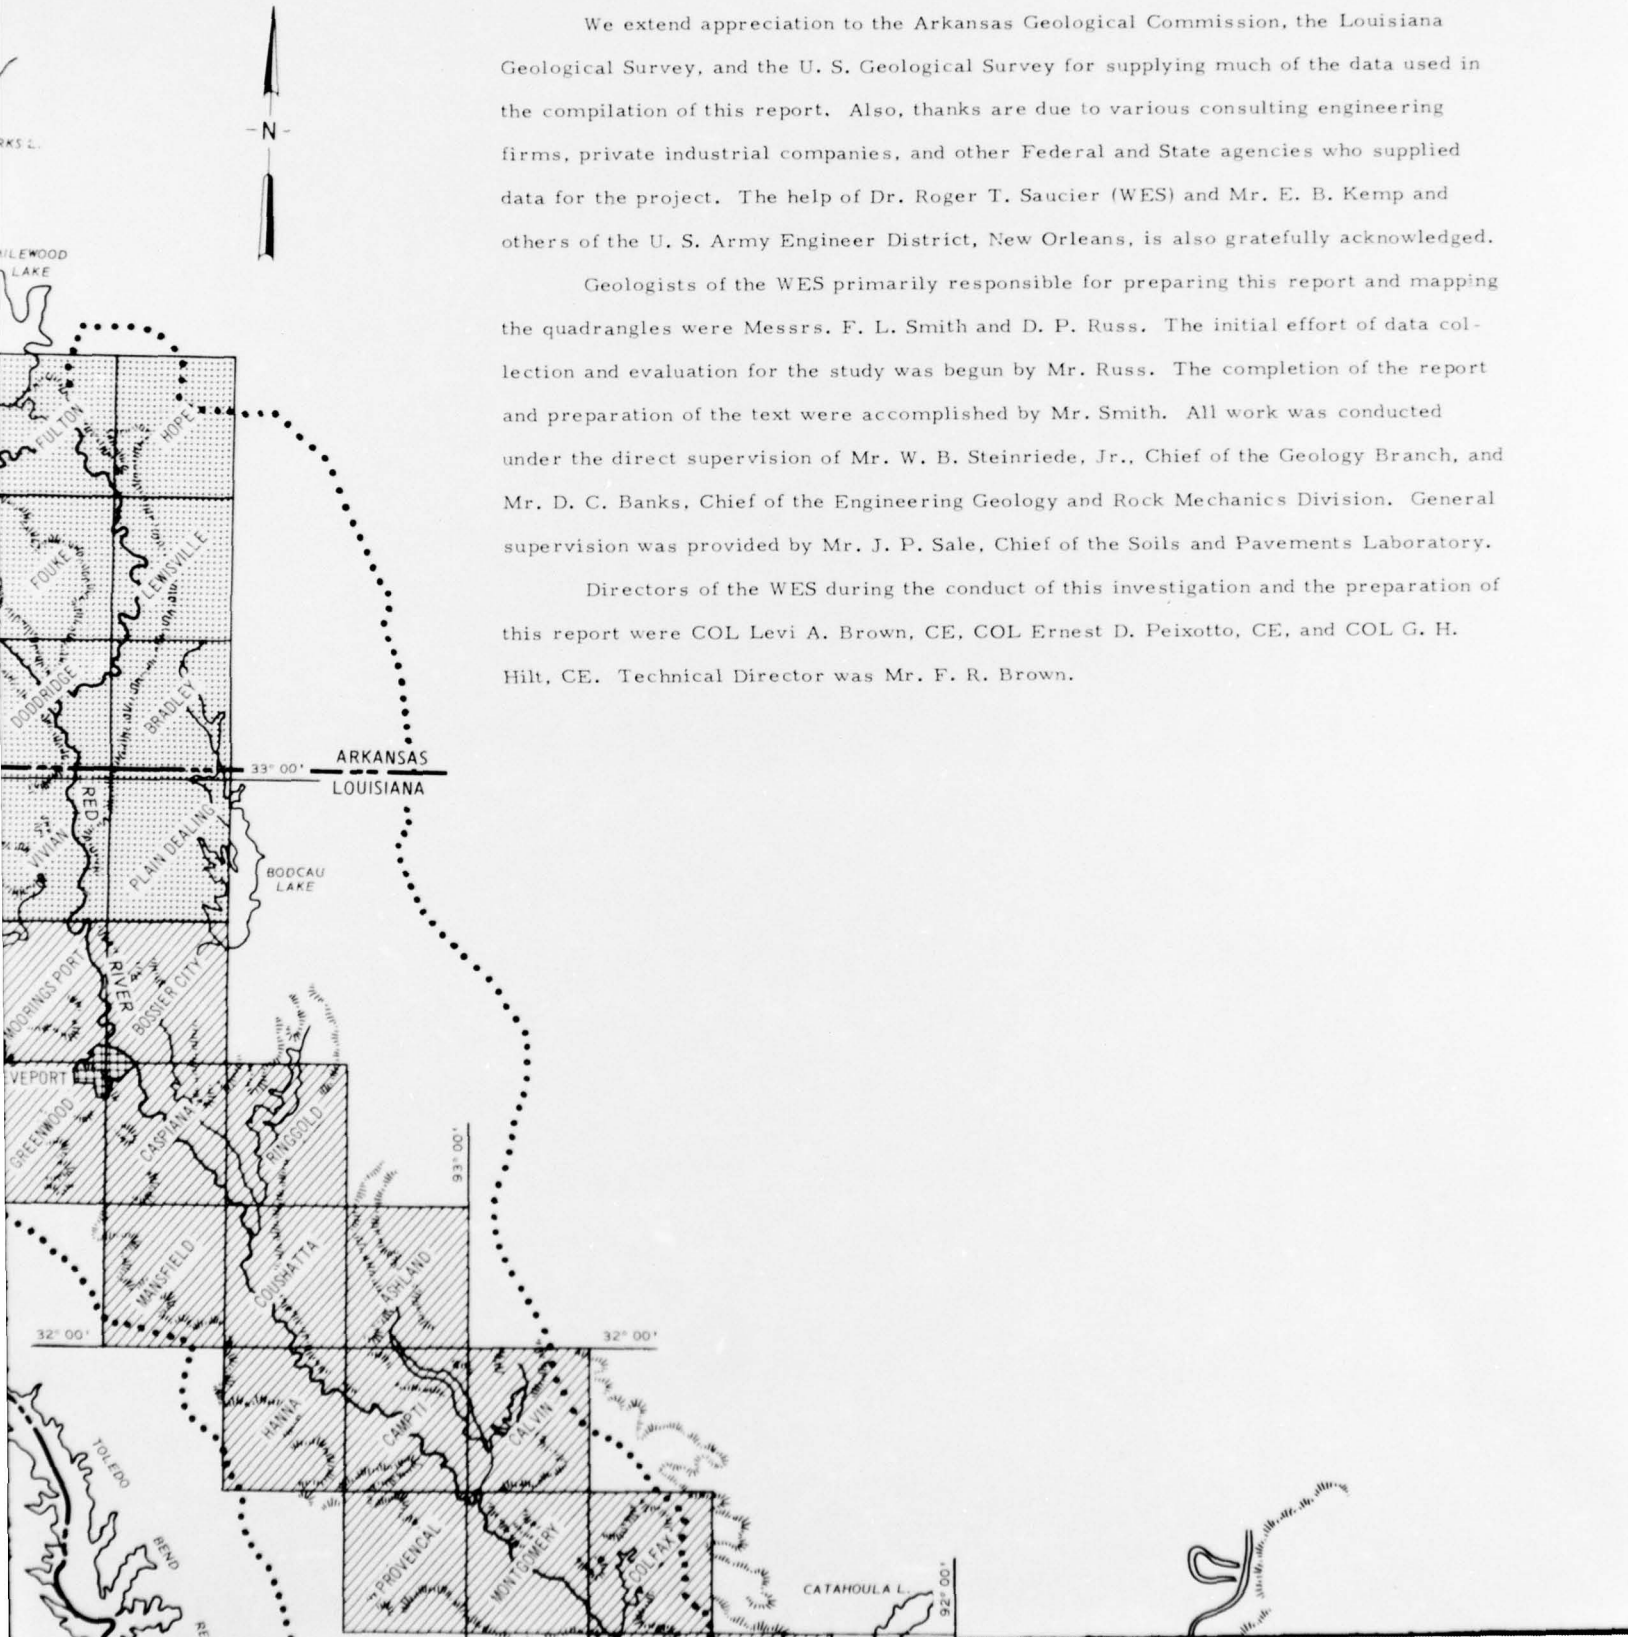 We extend appreciation to the Arkansas Geological Commission, the Louisiana
Geological Survey, and the U. S. Geological Survey for supplying much of the data used in
the compilation of this report. Also, thanks are due to various consulting engineering
firms, private industrial companies, and other Federal and State agencies who supplied
data for the project. The help of Dr. Roger T. Saucier (WES) and Mr. E. B. Kemp and
others of the U. S. Army Engineer District, New Orleans, is also gratefully acknowledged.
Geologists of the WES primarily responsible for preparing this report and mapping
the quadrangles were Messrs. F. L. Smith and D. P. Russ. The initial effort of data col-
lection and evaluation for the study was begun by Mr. Russ. The completion of the report
and preparation of the text were accomplished by Mr. Smith. All work was conducted
under the direct supervision of Mr. W. B. Steinriede, Jr., Chief of the Geology Branch, and
Mr. D. C. Banks, Chief of the Engineering Geology and Rock Mechanics Division. General
supervision was provided by Mr. J. P. Sale, Chief of the Soils and Pavements Laboratory.
Directors of the WES during the conduct of this investigation and the preparation of
this report were COL Levi A. Brown, CE, COL Ernest D. Peixotto, CE, and COL G. H.
Hilt, CE. Technical Director was Mr. F. R. Brown.
-N-
RKS L.
LAKE
FULTON
HOPE
FOUKE
LEWISVILLE
DODDRIDGE
BRADLEY
33° 00'
ARKANSAS
LOUISIANA
RED
VIVIAN
PLAIN DEALING
BODCAU
LAKE
MOORINGSPORT
RIVER
BOSSIER CITY
EVEPORT
GREENWOOD
CASPIANA
RINGGOLD
93° 00'
MANSFIELD
COUSHATTA
ASHLAND
32° 00'
32° 00'
HANNA
CAMPTI
CALVIN
TOLEDO
BEND
RE
PROVENCAL
MONTGOMERY
COLFAX
CATAHOULA L.
92° 00'